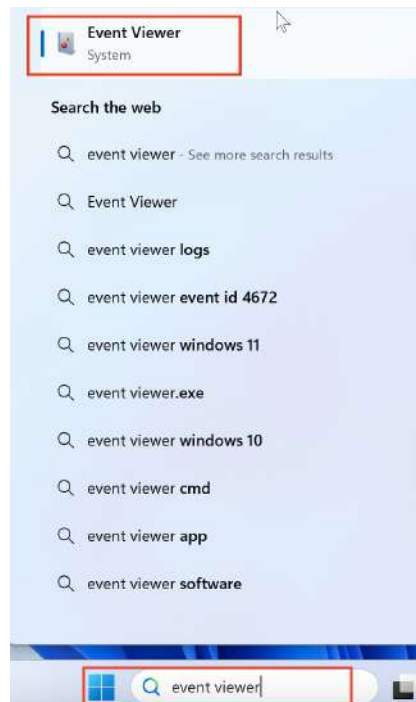 Event Viewer
System
Search the web
event viewer - See more search results
Event Viewer
event viewer logs
event viewer event id 4672
event viewer windows 11
event viewer.exe
event viewer windows 10
event viewer cmd
event viewer app
event viewer software
event viewer